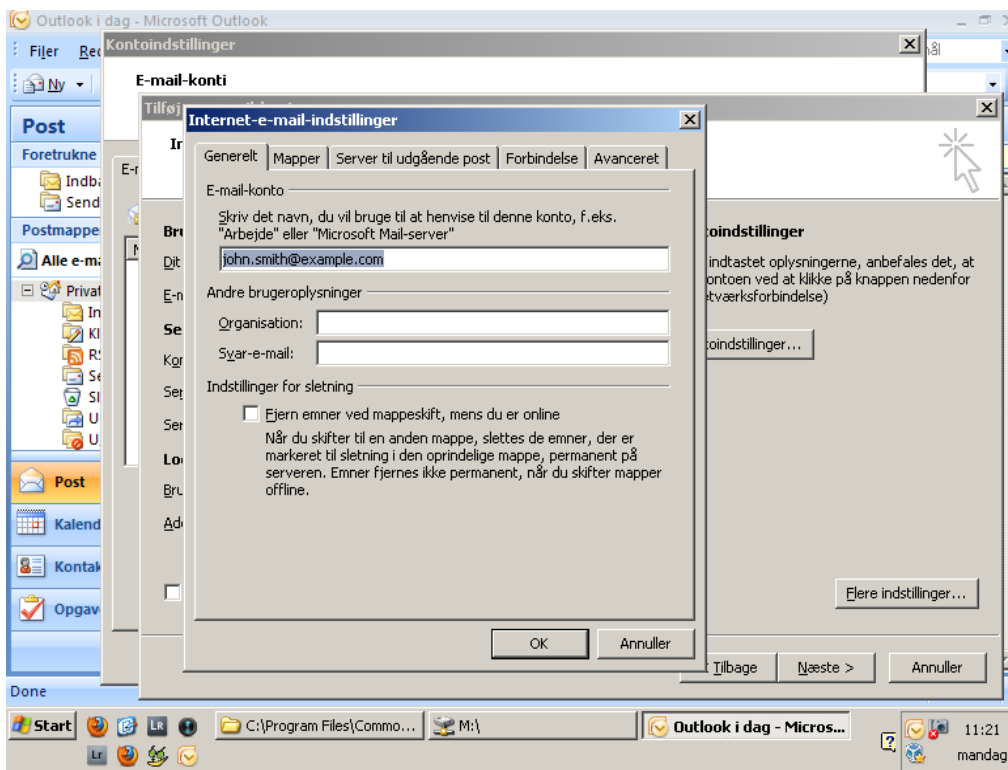 Outlook i dag - Microsoft Outlook
Filer
Ny
Post
Foretrukne
Send
Alle e-ma
Privat
Post
Kalend
Kontak
Opgav
Done
Kontoindstillinger
E-mail-konti
Tilføj
Dit
Internet-e-mail-indstillinger
Generelt
Mapper
Server til udgående post
Forbindelse
Avanceret
E-mail-konto
Skriv det navn, du vil bruge til at henvise til denne konto, f.eks.
"Arbejde" eller "Microsoft Mail-server"
john.smith@example.com
Andre brugeroplysninger
Organisation:
Svar-e-mail:
Indstillinger for sletning
Fjern emner ved mappeskift, mens du er online
Når du skifter til en anden mappe, slettes de emner, der er
markeret til sletning i den oprindelige mappe, permanent på
serveren. Emner fjernes ikke permanent, når du skifter mapper
offline.
OK
Annuller
toindstillinger
indtastet oplysningerne, anbefales det, at
ontoen ved at klikke på knappen nedenfor
etværksforbindelse)
toindstillinger...
Flere indstillinger...
Tilbage
Næste >
Annuller
Start
C:\Program Files\Commo...
M:\
Outlook i dag - Micros...
11:21
mandag